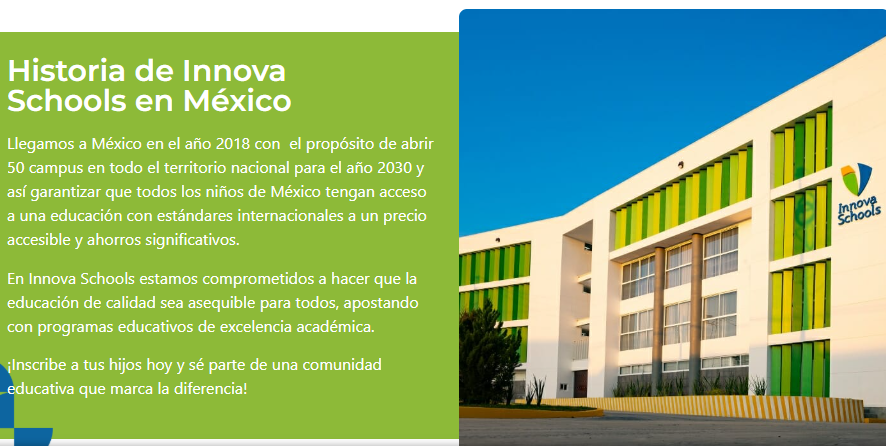 Historia de Innova
Schools en México
Llegamos a México en el año 2018 con  el propósito de abrir
50 campus en todo el territorio nacional para el año 2030 y
así garantizar que todos los niños de México tengan acceso
a una educación con estándares internacionales a un precio
accesible y ahorros significativos.
En Innova Schools estamos comprometidos a hacer que la
educación de calidad sea asequible para todos, apostando
con programas educativos de excelencia académica.
¡Inscribe a tus hijos hoy y sé parte de una comunidad
educativa que marca la diferencia!
Innova
Schools